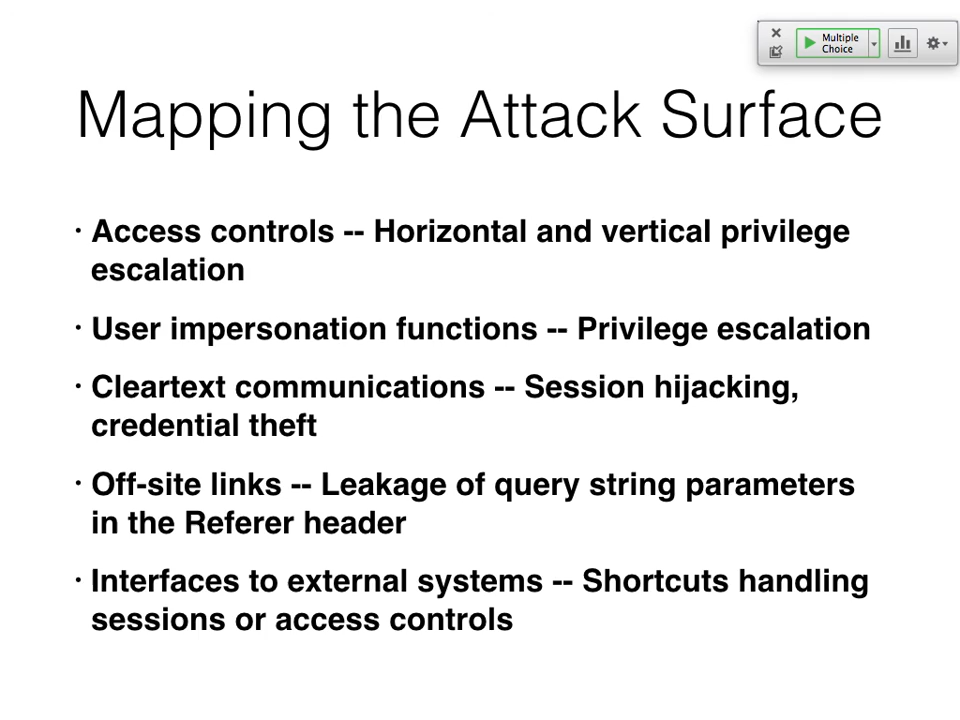 Multiple
Choice
Mapping the Attack Surface
• Access controls -- Horizontal and vertical privilege
escalation
• User impersonation functions -- Privilege escalation
• Cleartext communications -- Session hijacking,
credential theft
• Off-site links -- Leakage of query string parameters
in the Referer header
• Interfaces to external systems -- Shortcuts handling
sessions or access controls